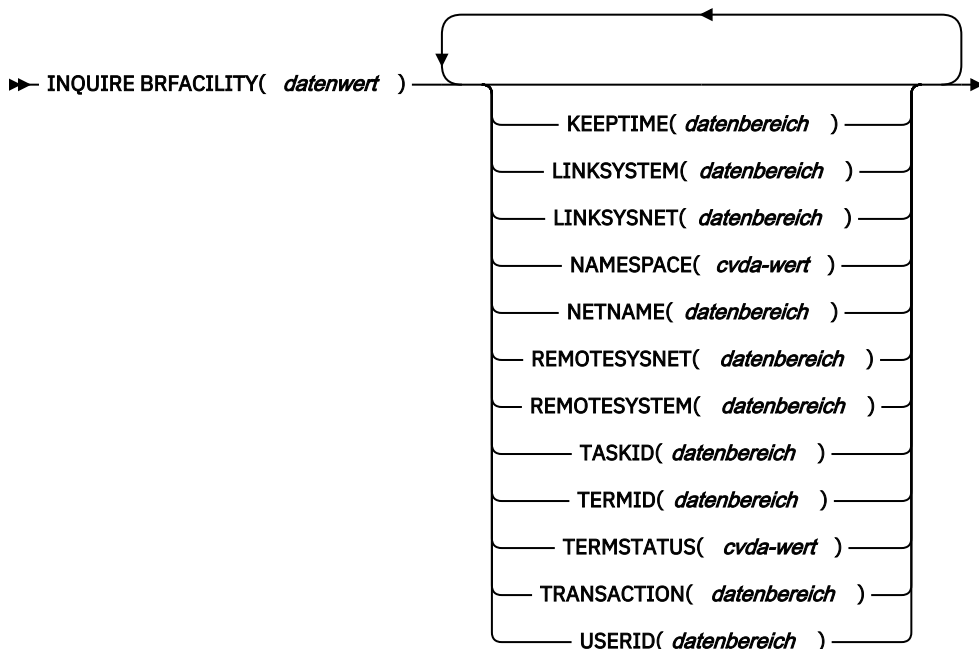 INQUIRE BRFACILITY( datenwert )
KEEPTIME( datenbereich )
LINKSYSTEM( datenbereich )
LINKSYSNET( datenbereich )
NAMESPACE( cvda-wert )
NETNAME( datenbereich )
REMOTESYSNET( datenbereich )
REMOTESYSTEM( datenbereich )
TASKID( datenbereich )
TERMID( datenbereich )
TERMSTATUS( cvda-wert )
TRANSACTION( datenbereich )
USERID( datenbereich )